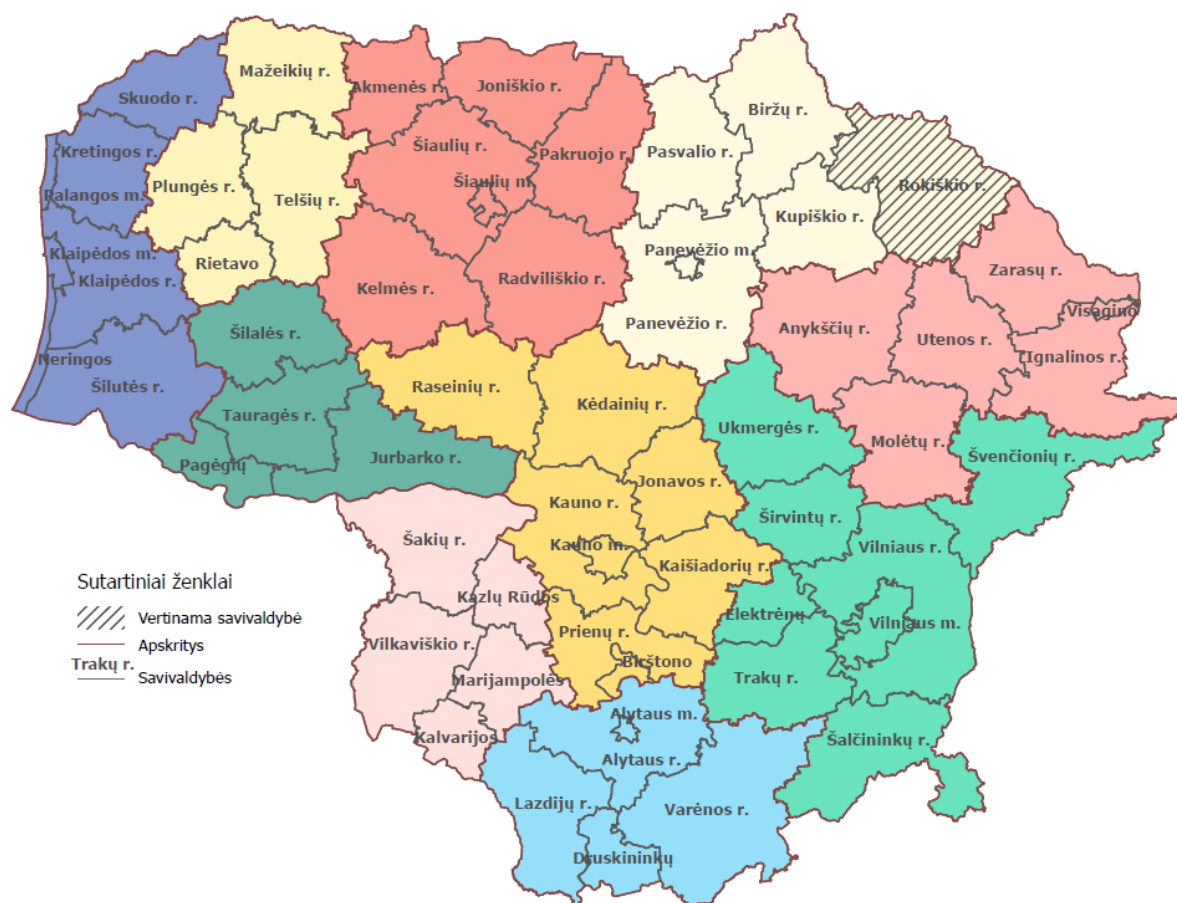 Mažeikių r.
Skuodo r.
Akmenės r.
Joniškio r.
Biržų r.
Kretingos r.
Šiaulių r.
Pakruojo r.
Pasvalio r.
Plungės r.
Šiaulių m.
Rokiškio r.
Palangos m.
Telšių r.
Kupiškio r.
Klaipėdos m.
Panevėžio m.
Rietavo
Klaipėdos r.
Kelmės r.
Radviliškio r.
Zarasų r.
Visagino
Panevėžio r.
Anykščių r.
Šilalės r.
Utenos r.
Neringos
Ignalinos r.
Šilutės r.
Raseinių r.
Kėdainių r.
Tauragės r.
Ukmergės r.
Molėtų r.
Pagėgių
Jurbarko r.
Švenčionių r.
Jonavos r.
Kauno r.
Širvintų r.
Šakių r.
Kauno m.
Vilniaus r.
Kaišiadorių r.
Kazlų Rūdos
Elektrėnų
Vilniaus m.
Prienų r.
Vilkaviškio r.
Birštono
Marijampolės
Trakų r.
Alytaus m.
Kalvarijos
Šalčininkų r.
Alytaus r.
Lazdijų r.
Varėnos r.
Druskininkų
Sutartiniai ženklai
Vertinama savivaldybė
Apskritys
Trakų r.
Savivaldybės